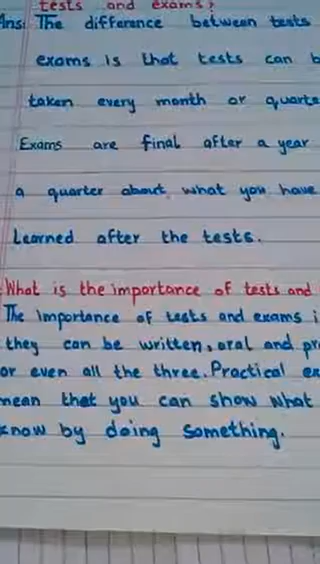 tests and exams?
Ans: The difference between tests
exams is that tests can b
taken every month or quarte
Exams are final after a year
a quarter about what you have
Learned after the tests.
What is the importance of tests and
The importance of tests and exams i
they can be written, oral and pr
or even all the three. Practical ex
mean that you can show what
know by doing something.